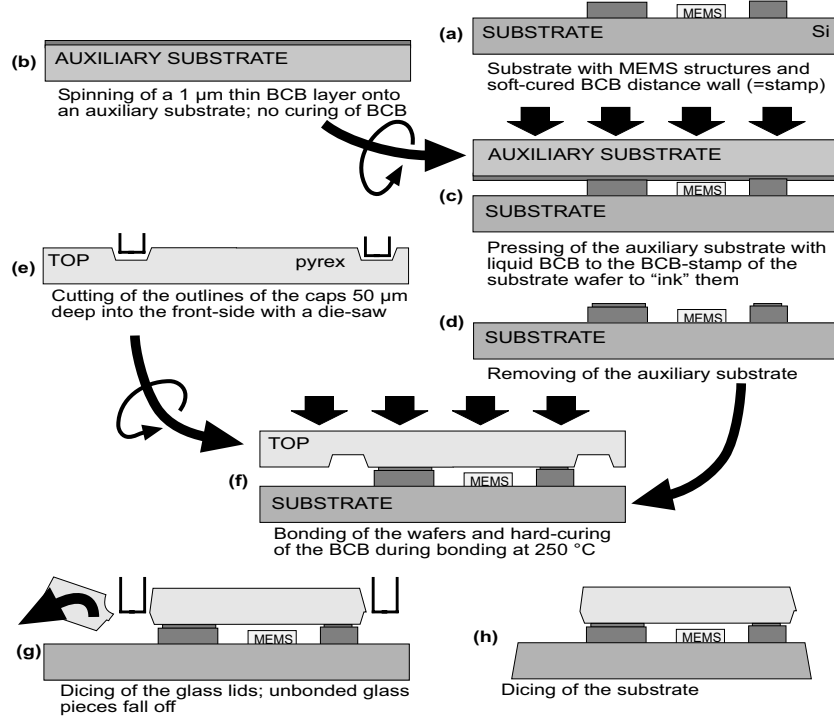 MEMS
(a)
SUBSTRATE Si
Substrate with MEMS structures and
soft-cured BCB distance wall (=stamp)
(b)
AUXILIARY SUBSTRATE
Spinning of a 1 µm thin BCB layer onto
an auxiliary substrate; no curing of BCB
AUXILIARY SUBSTRATE
(c)
MEMS
SUBSTRATE
Pressing of the auxiliary substrate with
liquid BCB to the BCB-stamp of the
substrate wafer to “ink” them
(d)
MEMS
SUBSTRATE
Removing of the auxiliary substrate
(e)
TOP pyrex
Cutting of the outlines of the caps 50 µm
deep into the front-side with a die-saw
TOP
(f)
MEMS
SUBSTRATE
Bonding of the wafers and hard-curing
of the BCB during bonding at 250 °C
(g)
MEMS
Dicing of the glass lids; unbonded glass
pieces fall off
(h)
MEMS
Dicing of the substrate